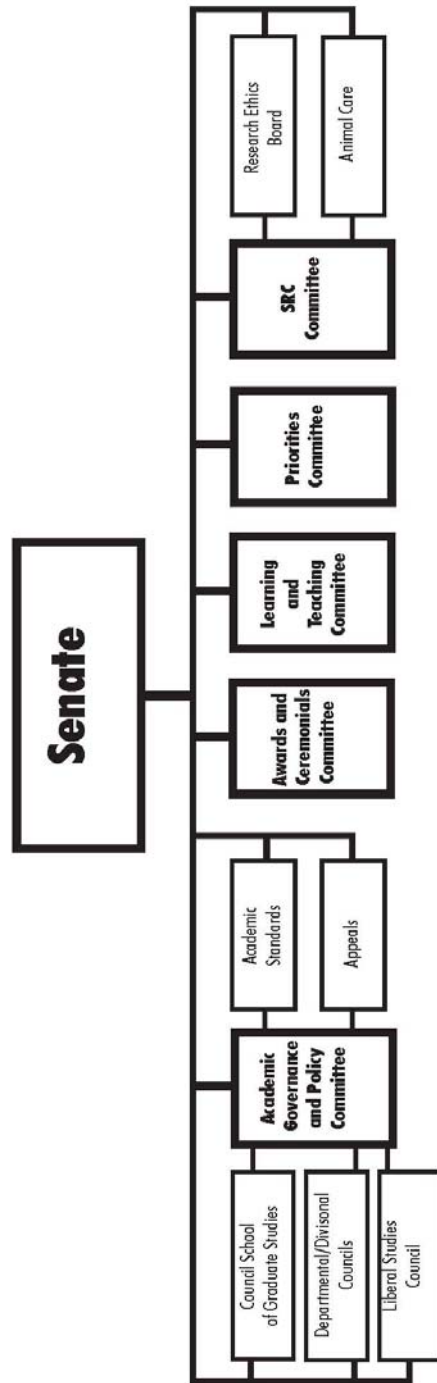 Senate
Council School
of Graduate Studies
Departmental/Divisonal
Councils
Liberal Studies
Council
Academic
Governance
and Policy
Committee
Academic
Standards
Appeals
Awards and
Ceremonials
Committee
Learning
and
Teaching
Committee
Priorities
Committee
SRC
Committee
Research Ethics
Board
Animal Care